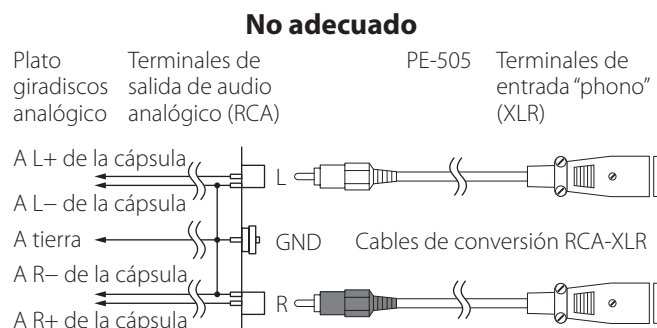 No adecuado
Plato giradiscos analógico
Terminales de salida de audio analógico (RCA)
PE-505
Terminales de entrada “phono” (XLR)
A L+ de la cápsula
A L− de la cápsula
A tierra
A R− de la cápsula
A R+ de la cápsula
L
GND
R
Cables de conversión RCA-XLR